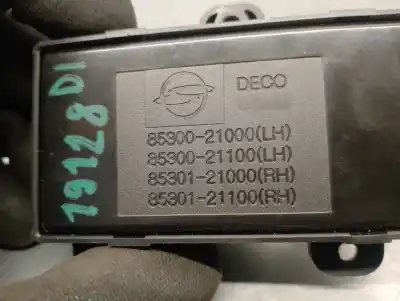 DECO
85300-21000(LH)
85300-21100(LH)
85301-21000(RH)
85301-21100(RH)
19128 DI